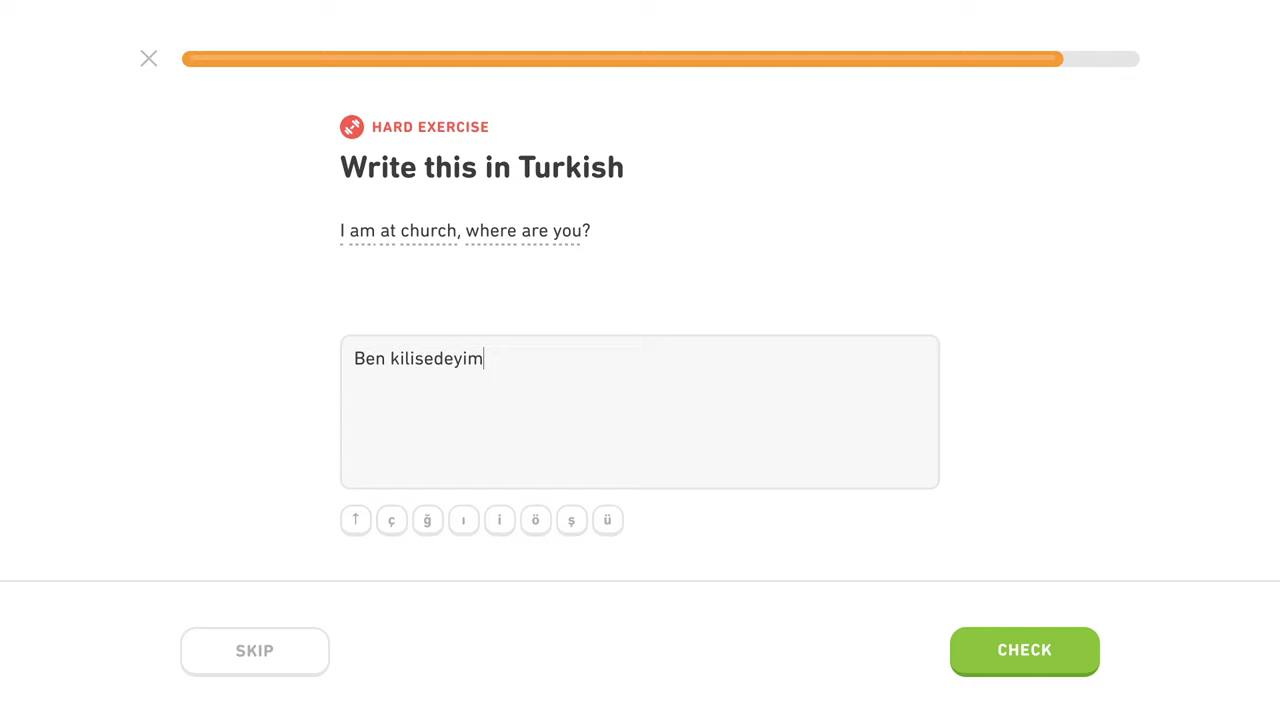 HARD EXERCISE
Write this in Turkish
I am at church, where are you?
Ben kilisedeyim
↑ ç ğ ı i ö ş ü
SKIP
CHECK